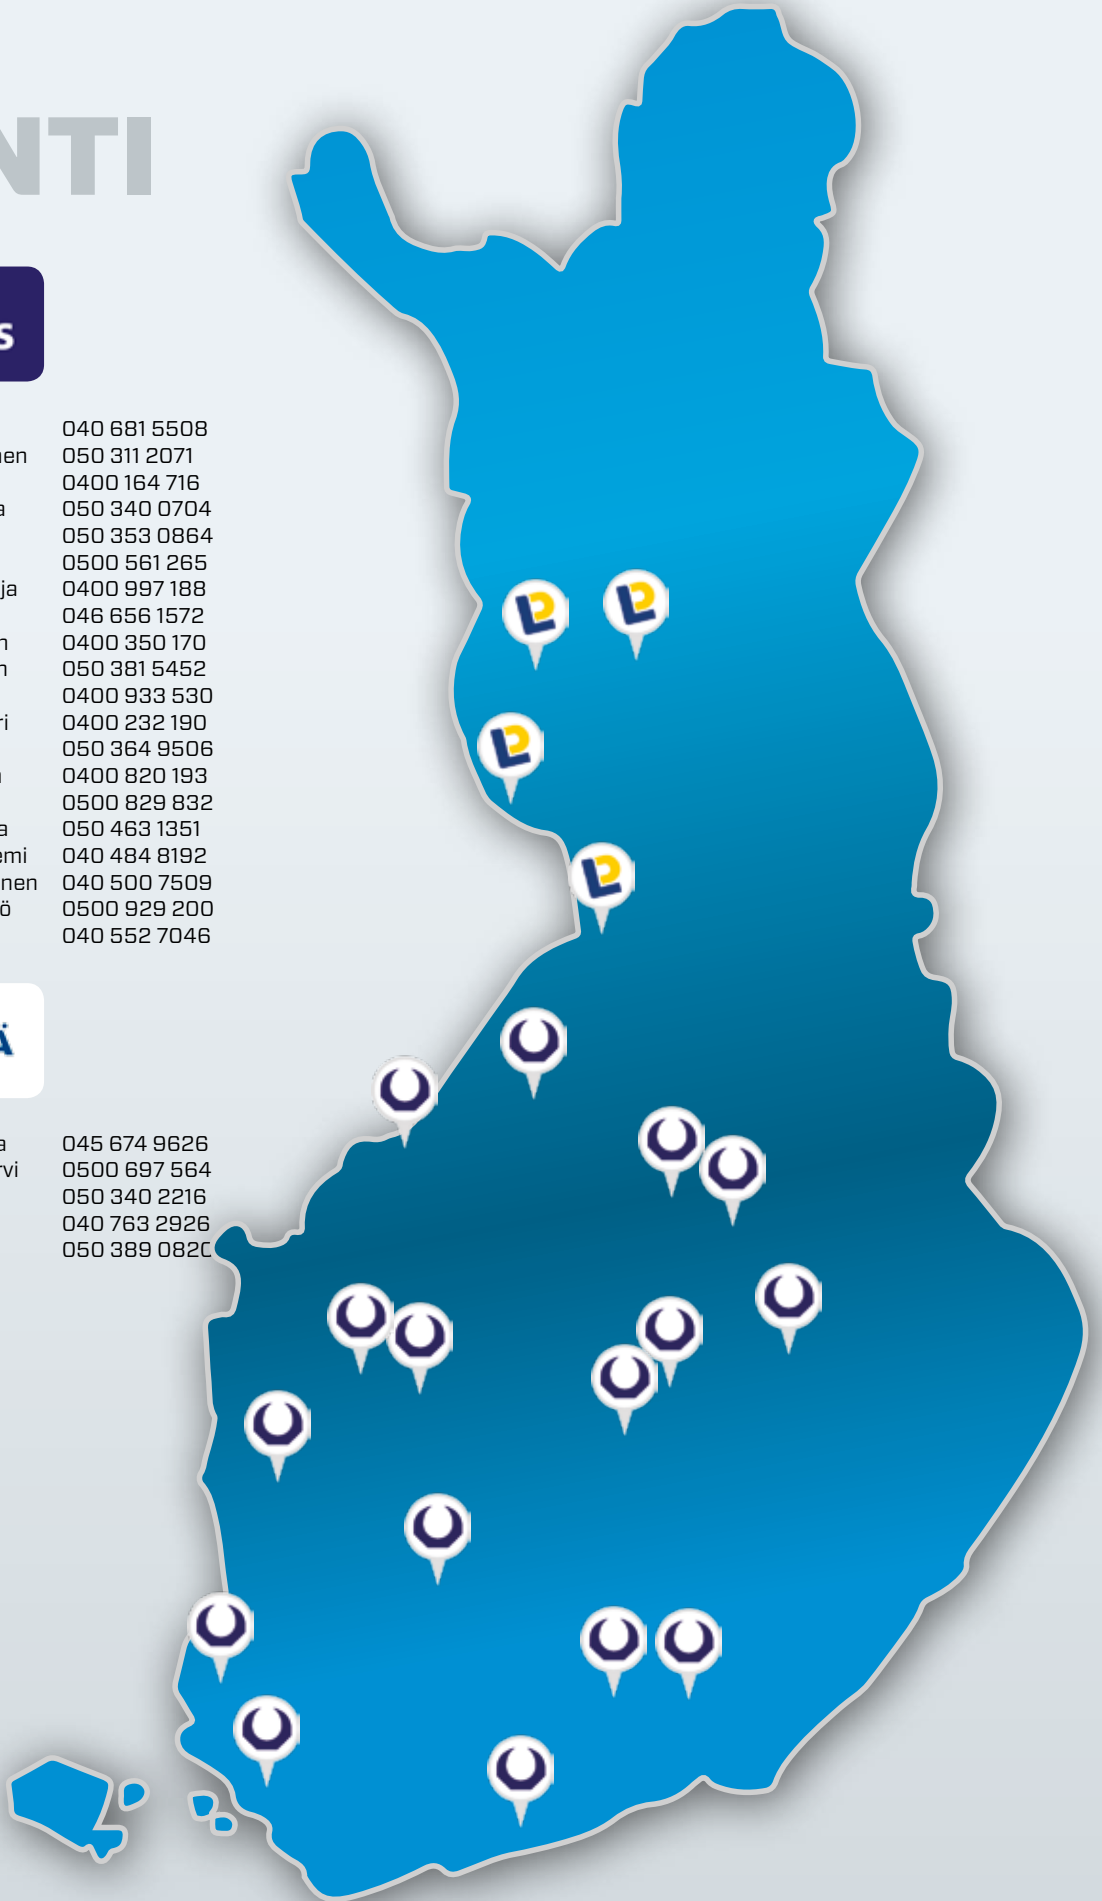 NTI
S
040 681 5508
nen 050 311 2071
0400 164 716
a 050 340 0704
050 353 0864
0500 561 265
ja 0400 997 188
046 656 1572
n 0400 350 170
n 050 381 5452
0400 933 530
ri 0400 232 190
050 364 9506
a 0400 820 193
0500 829 832
a 050 463 1351
emi 040 484 8192
nen 040 500 7509
ö 0500 929 200
040 552 7046
Ä
a 045 674 9626
rvi 0500 697 564
050 340 2216
040 763 2926
050 389 0820